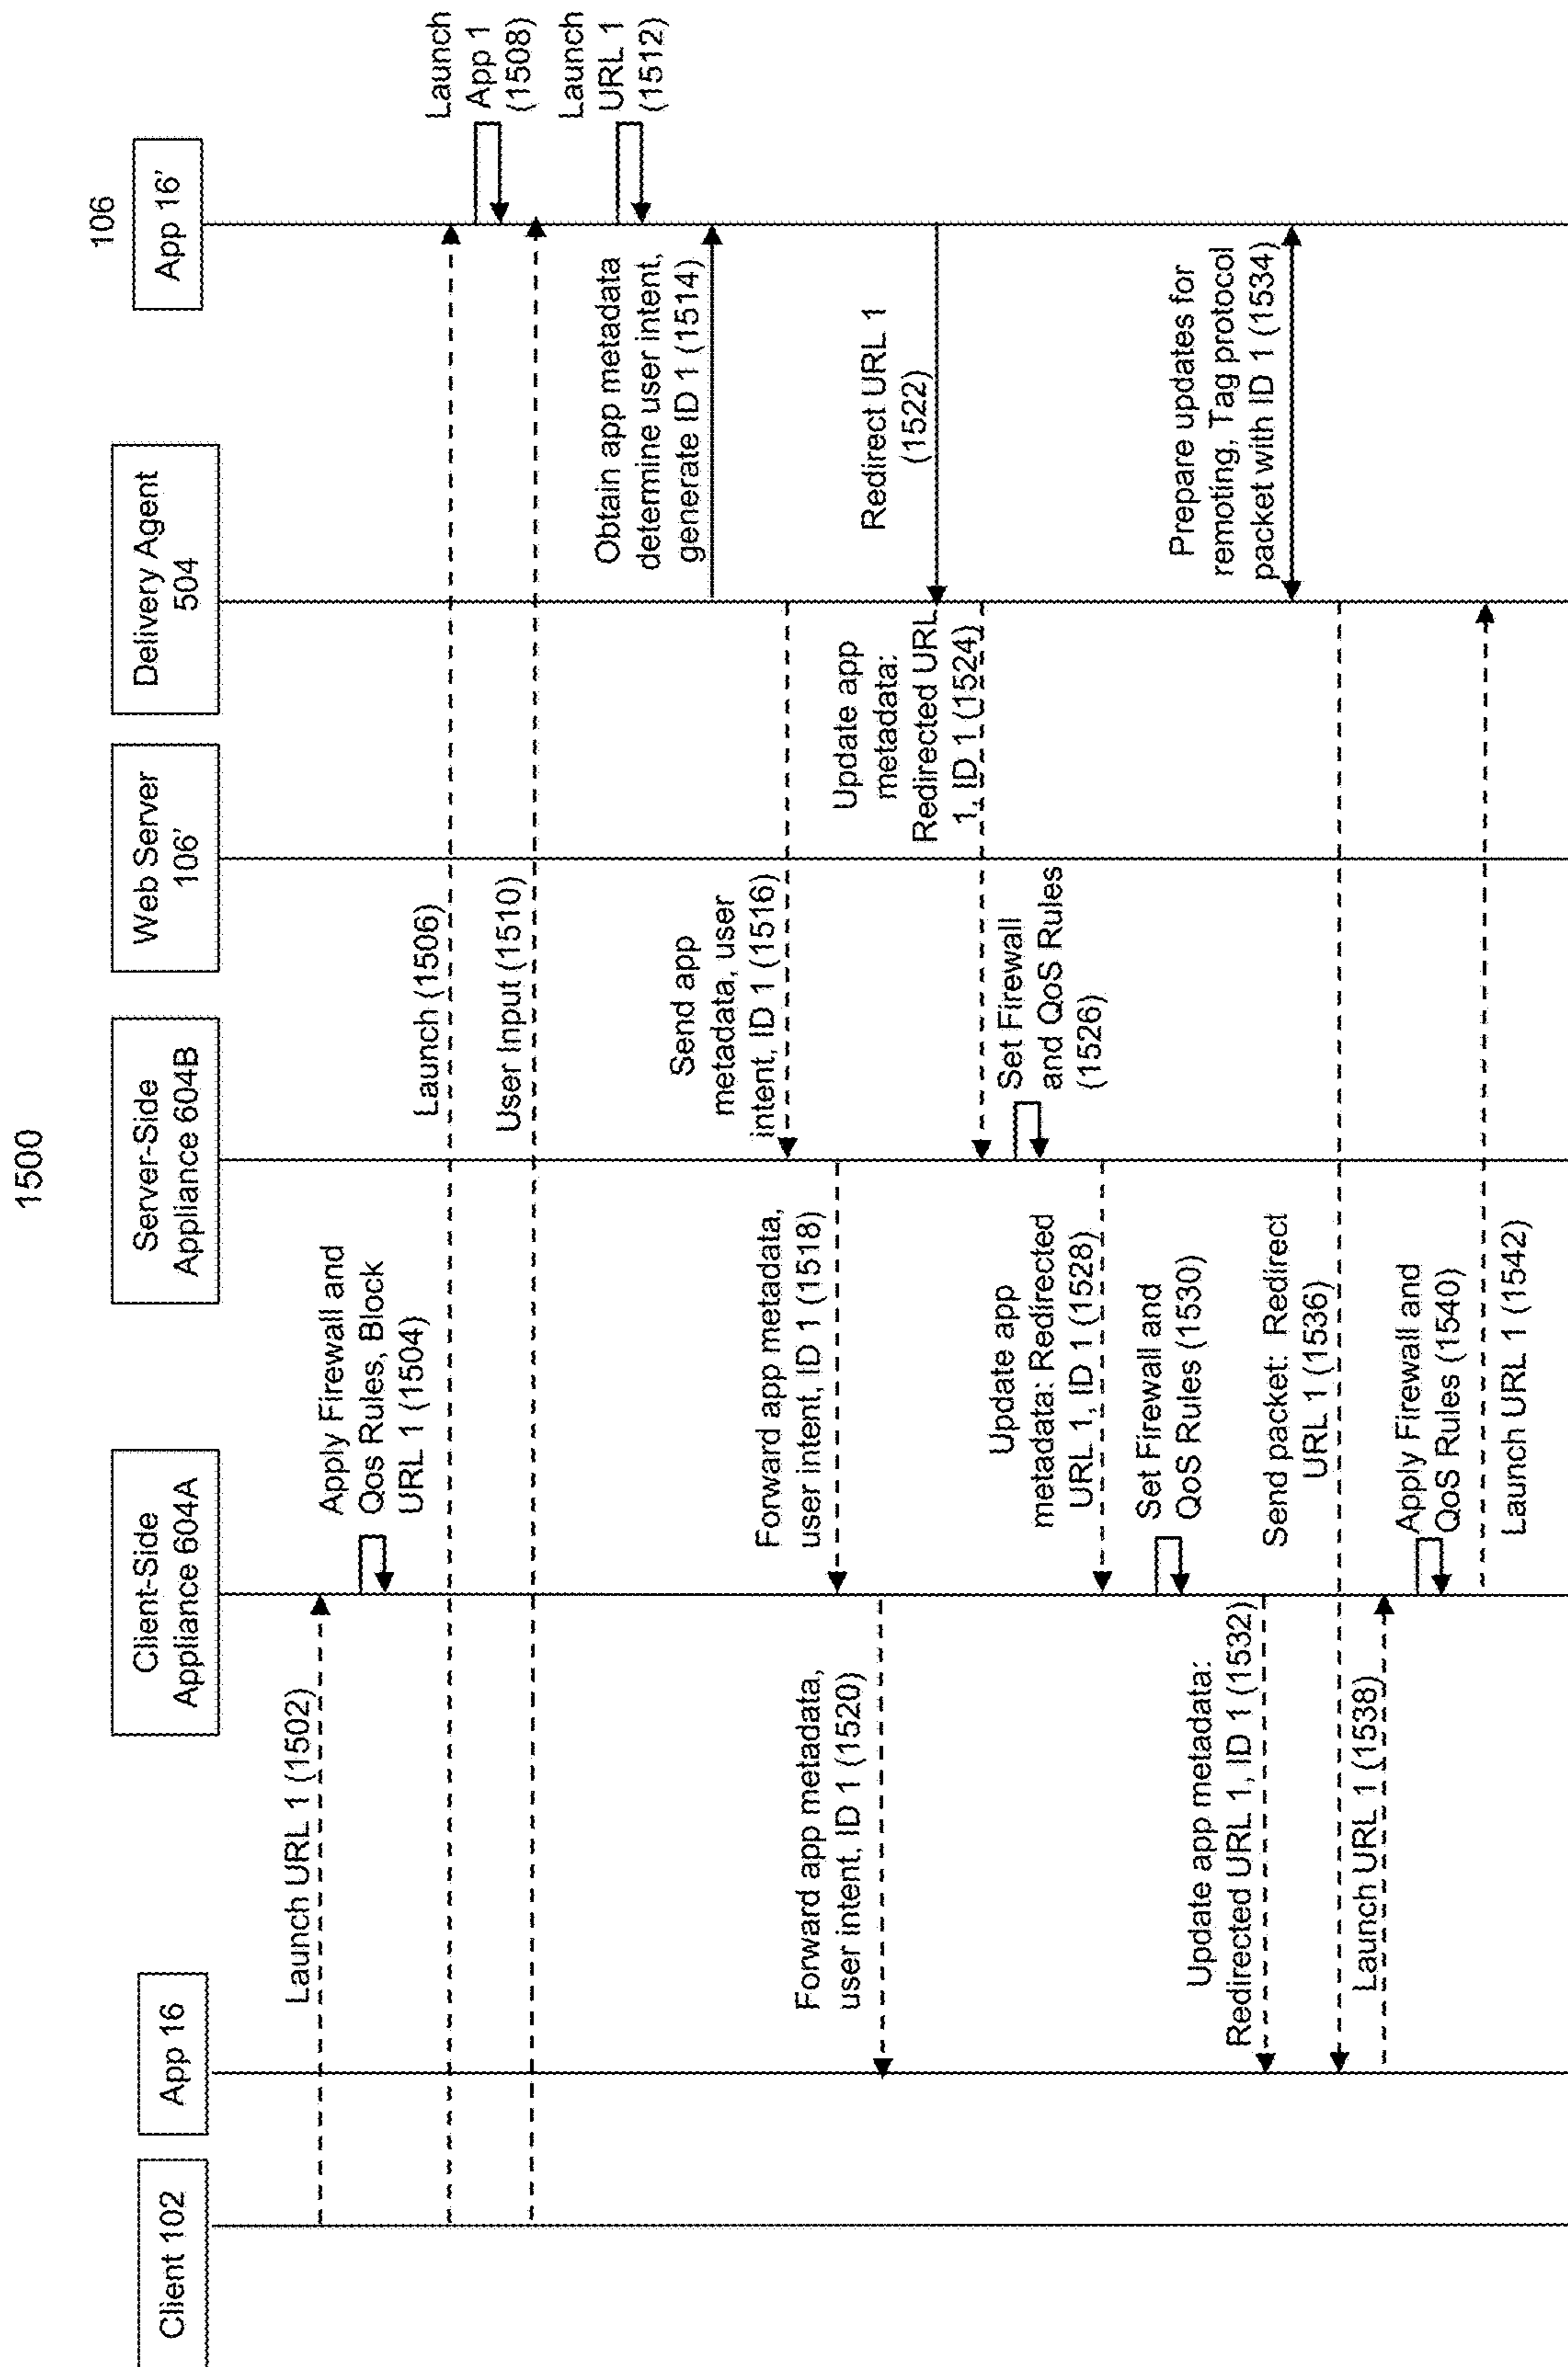 1500
Client 102
App 16
Client-Side
Appliance 604A
Server-Side
Appliance 604B
Web Server
106'
Delivery Agent
504
106
App 16'
Launch URL 1 (1502)
Apply Firewall and
Qos Rules, Block
URL 1 (1504)
Launch (1506)
Launch
App 1
(1508)
User Input (1510)
Launch
URL 1
(1512)
Obtain app metadata
determine user intent,
generate ID 1 (1514)
Send app
metadata, user
intent, ID 1 (1516)
Forward app metadata,
user intent, ID 1 (1518)
Forward app metadata,
user intent, ID 1 (1520)
Redirect URL 1
(1522)
Update app
metadata:
Redirected URL
1, ID 1 (1524)
Set Firewall
and QoS Rules
(1526)
Update app
metadata: Redirected
URL 1, ID 1 (1528)
Set Firewall and
QoS Rules (1530)
Update app metadata:
Redirected URL 1, ID 1 (1532)
Prepare updates for
remoting, Tag protocol
packet with ID 1 (1534)
Send packet: Redirect
URL 1 (1536)
Launch URL 1 (1538)
Apply Firewall and
QoS Rules (1540)
Launch URL 1 (1542)